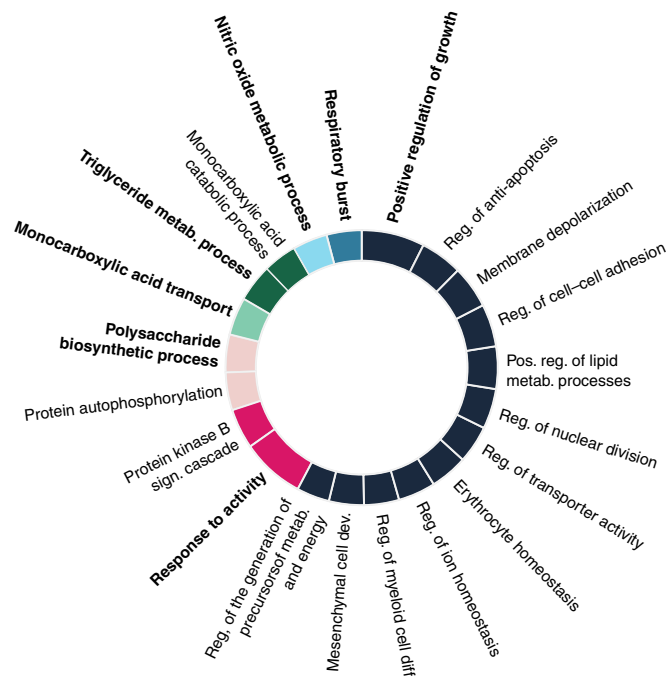 Positive regulation of growth
Reg. of anti-apoptosis
Membrane depolarization
Reg. of cell–cell adhesion
Pos. reg. of lipid
metab. processes
Reg. of nuclear division
Reg. of transporter activity
Erythrocyte homeostasis
Reg. of ion homeostasis
Reg. of myeloid cell diff
Mesenchymal cell dev.
Reg. of the generation of
precursorsof metab.
and energy
Response to activity
Protein kinase B
sign. cascade
Protein autophosphorylation
Polysaccharide
biosynthetic process
Monocarboxylic acid transport
Triglyceride metab. process
Monocarboxylic acid
catabolic process
Nitric oxide metabolic process
Respiratory burst